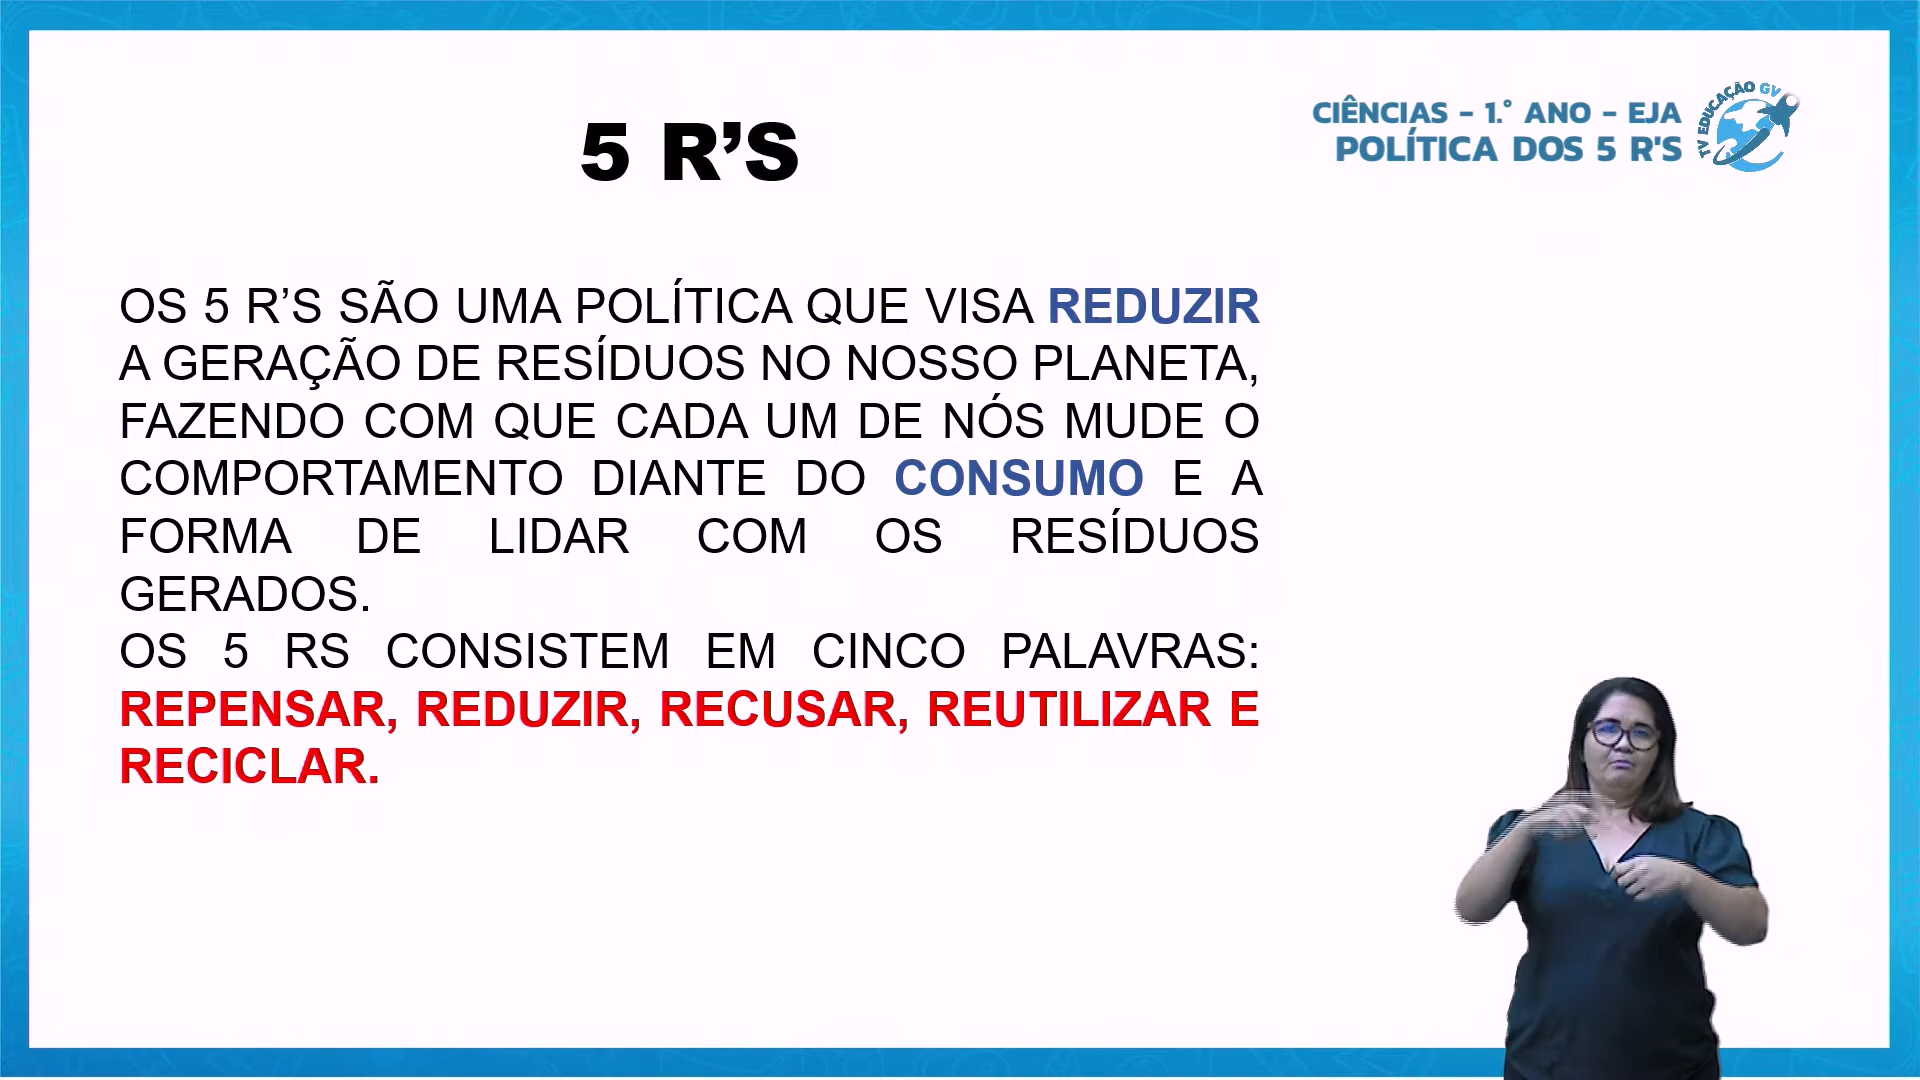 CIÊNCIAS - 1.° ANO - EJA
POLÍTICA DOS 5 R'S
TV EDUCAÇÃO GV
5 R’S
OS 5 R’S SÃO UMA POLÍTICA QUE VISA REDUZIR
A GERAÇÃO DE RESÍDUOS NO NOSSO PLANETA,
FAZENDO COM QUE CADA UM DE NÓS MUDE O
COMPORTAMENTO DIANTE DO CONSUMO E A
FORMA DE LIDAR COM OS RESÍDUOS
GERADOS.
OS 5 RS CONSISTEM EM CINCO PALAVRAS:
REPENSAR, REDUZIR, RECUSAR, REUTILIZAR E
RECICLAR.